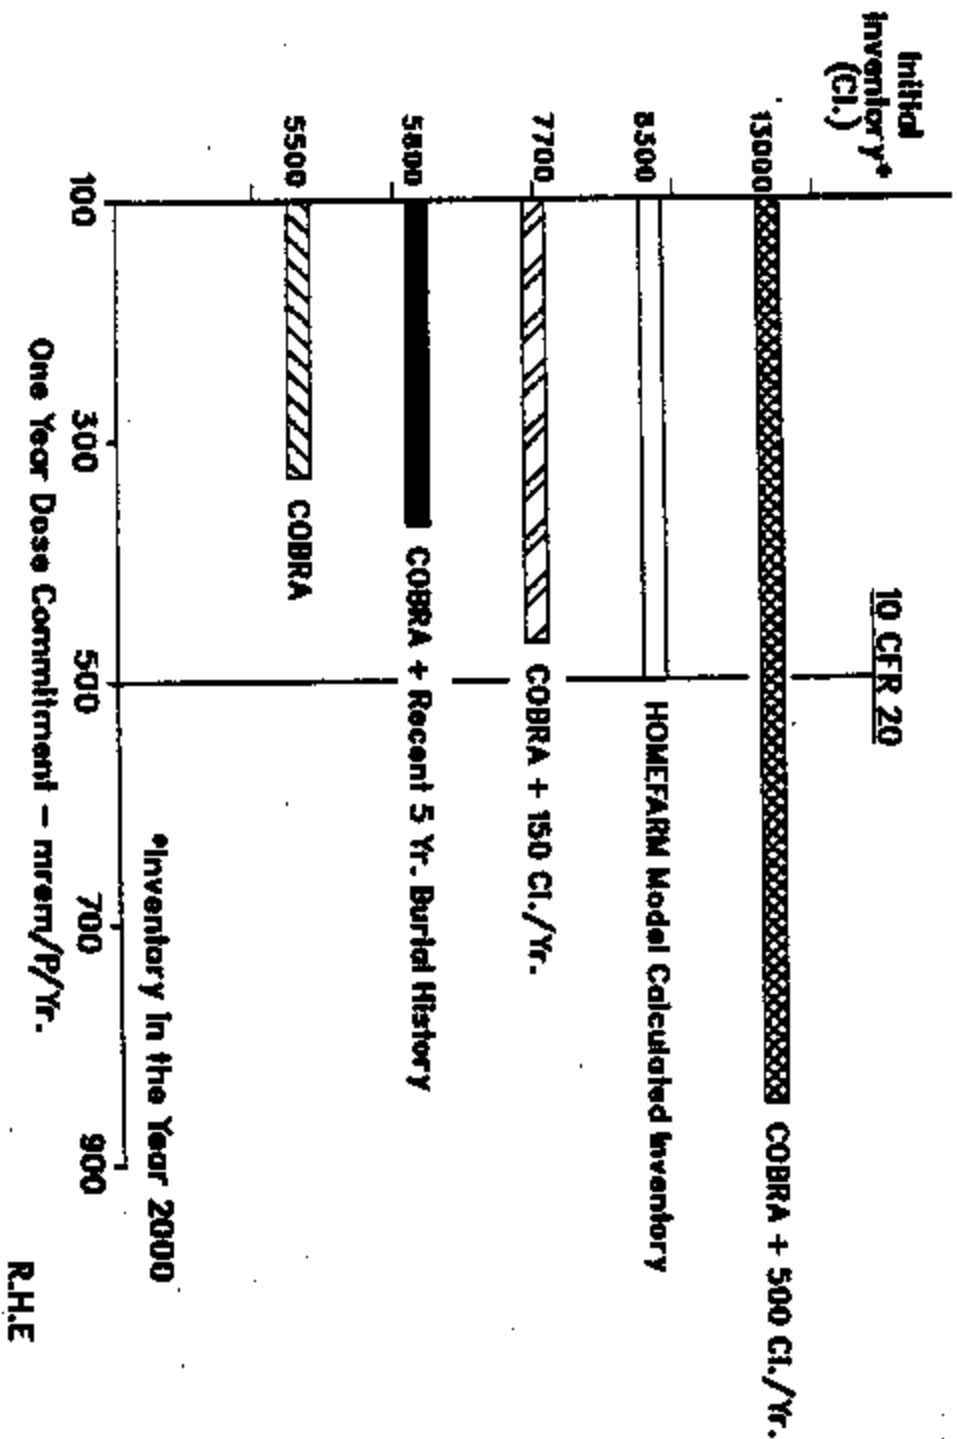 Initial
Inventory*
(Ci.)
10 CFR 20
13000
COBRA + 500 Ci./Yr.
8300
HOMEFARM Model Calculated Inventory
7700
COBRA + 150 Ci./Yr.
5800
COBRA + Recent 5 Yr. Burial History
5500
COBRA
*Inventory in the Year 2000
100 300 500 700 900
One Year Dose Commitment - mrem/P/Yr.
R.H.E